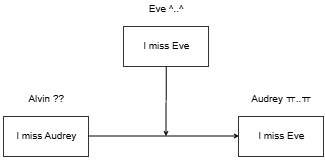 Eve ^..^
I miss Eve
Alvin ??
I miss Audrey
Audrey ㅠ..ㅠ
I miss Eve